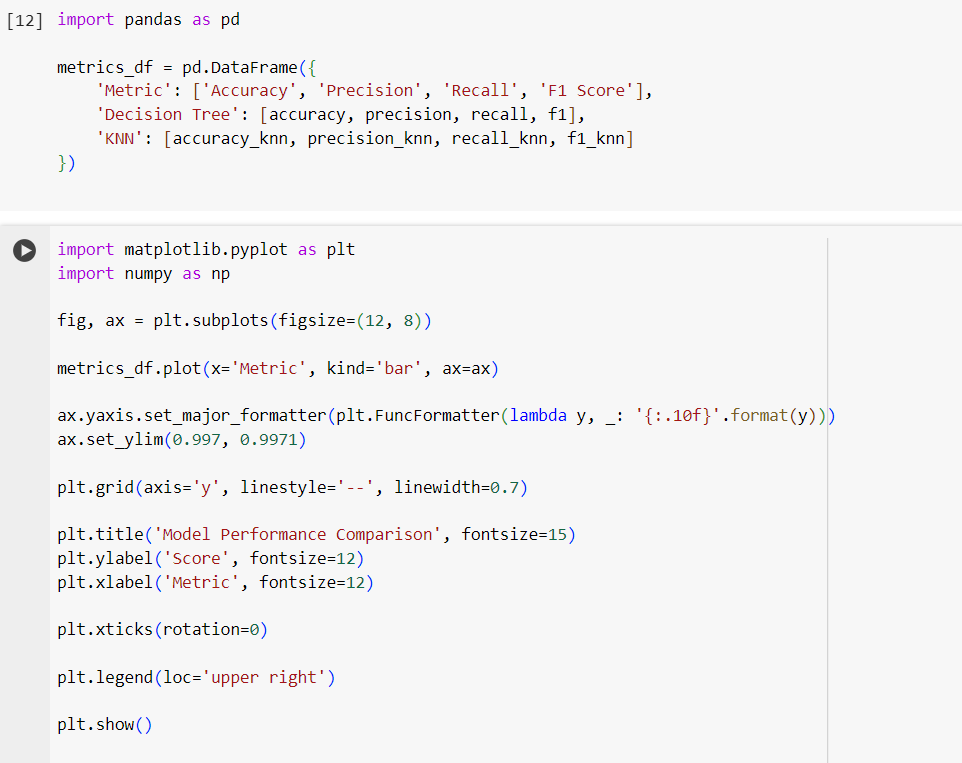 [12] import pandas as pd
metrics_df = pd.DataFrame({
    'Metric': ['Accuracy', 'Precision', 'Recall', 'F1 Score'],
    'Decision Tree': [accuracy, precision, recall, f1],
    'KNN': [accuracy_knn, precision_knn, recall_knn, f1_knn]
})
import matplotlib.pyplot as plt
import numpy as np
fig, ax = plt.subplots(figsize=(12, 8))
metrics_df.plot(x='Metric', kind='bar', ax=ax)
ax.yaxis.set_major_formatter(plt.FuncFormatter(lambda y, _: '{:.10f}'.format(y)))
ax.set_ylim(0.997, 0.9971)
plt.grid(axis='y', linestyle='--', linewidth=0.7)
plt.title('Model Performance Comparison', fontsize=15)
plt.ylabel('Score', fontsize=12)
plt.xlabel('Metric', fontsize=12)
plt.xticks(rotation=0)
plt.legend(loc='upper right')
plt.show()